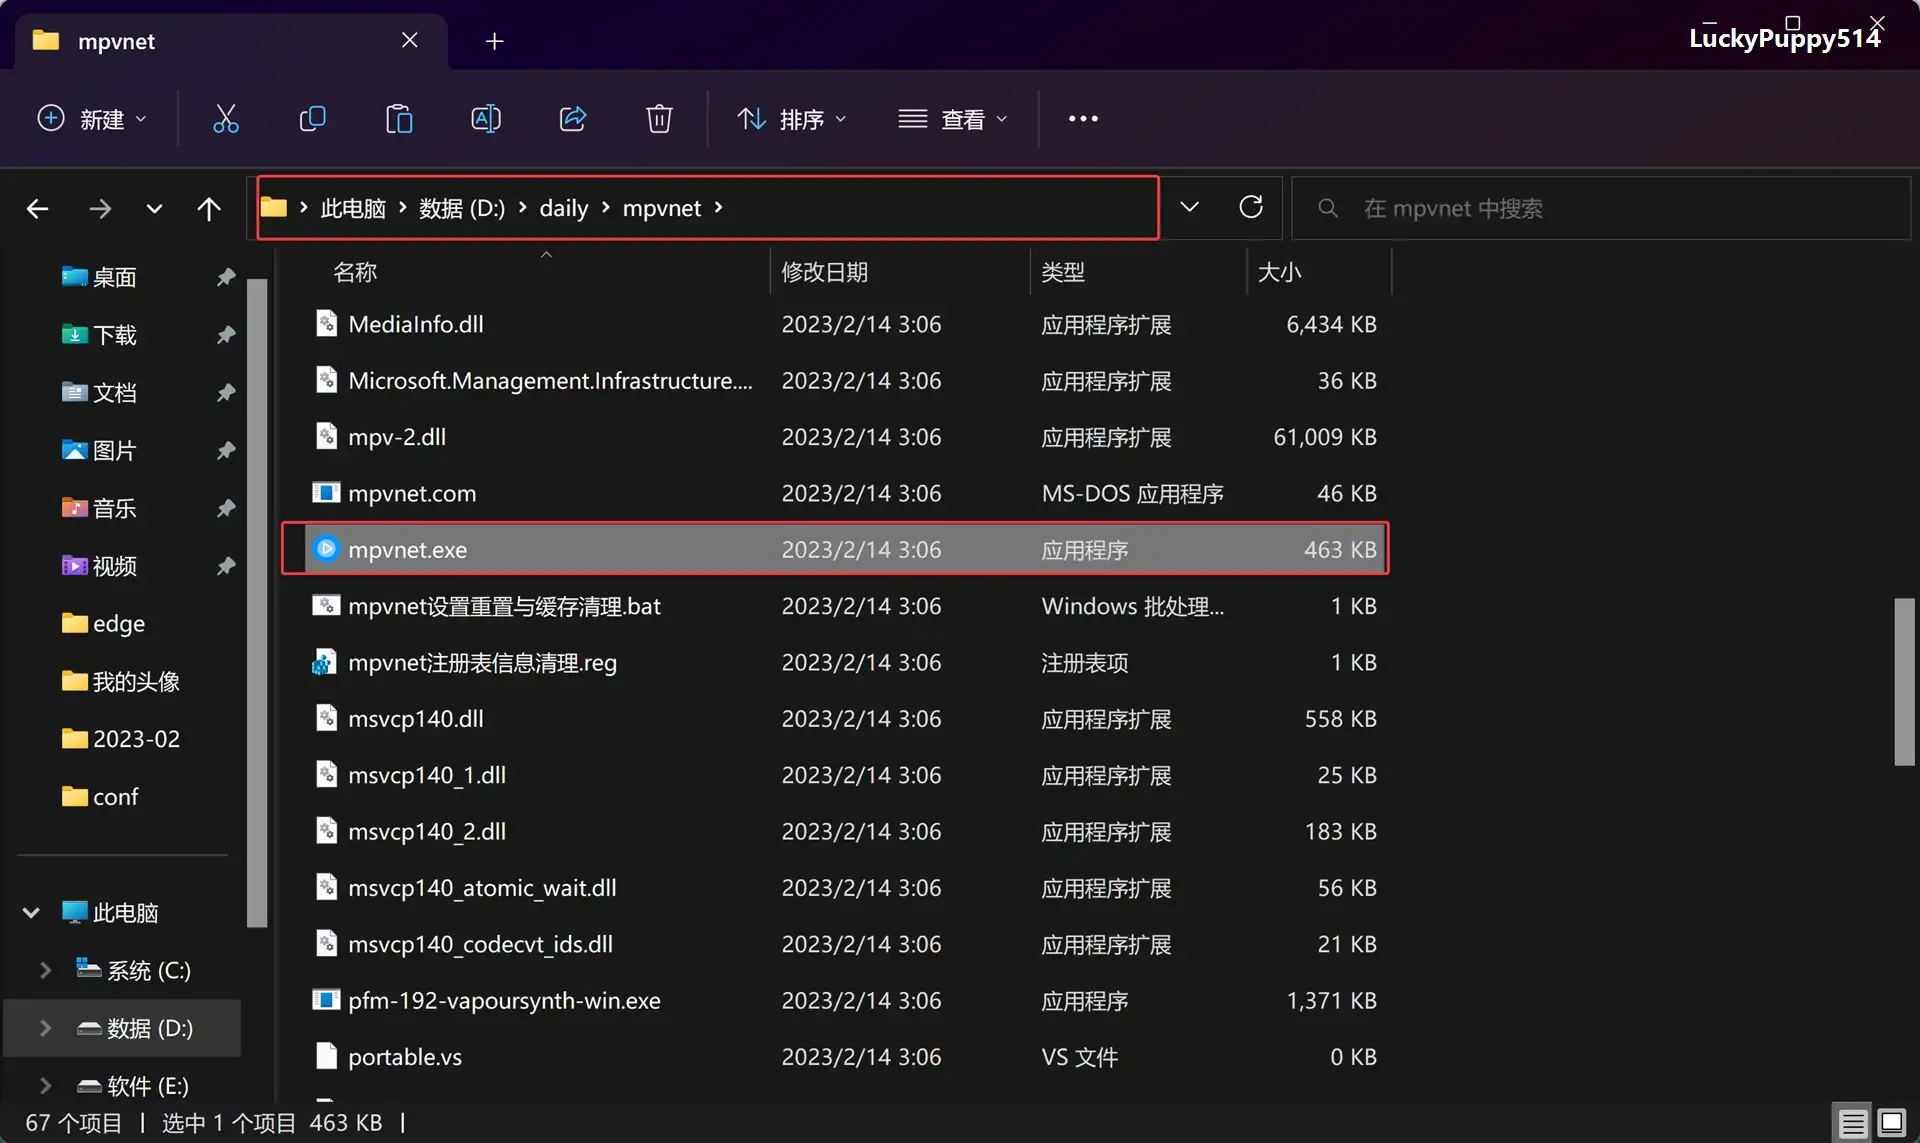 mpvnet
LuckyPuppy514
新建
排序
查看
此电脑 数据 (D:) daily mpvnet
在 mpvnet 中搜索
名称 修改日期 类型 大小
桌面
下载
文档
图片
音乐
视频
edge
我的头像
2023-02
conf
此电脑
系统 (C:)
数据 (D:)
软件 (E:)
MediaInfo.dll 2023/2/14 3:06 应用程序扩展 6,434 KB
Microsoft.Management.Infrastructure.... 2023/2/14 3:06 应用程序扩展 36 KB
mpv-2.dll 2023/2/14 3:06 应用程序扩展 61,009 KB
mpvnet.com 2023/2/14 3:06 MS-DOS 应用程序 46 KB
mpvnet.exe 2023/2/14 3:06 应用程序 463 KB
mpvnet设置重置与缓存清理.bat 2023/2/14 3:06 Windows 批处理... 1 KB
mpvnet注册表信息清理.reg 2023/2/14 3:06 注册表项 1 KB
msvcp140.dll 2023/2/14 3:06 应用程序扩展 558 KB
msvcp140_1.dll 2023/2/14 3:06 应用程序扩展 25 KB
msvcp140_2.dll 2023/2/14 3:06 应用程序扩展 183 KB
msvcp140_atomic_wait.dll 2023/2/14 3:06 应用程序扩展 56 KB
msvcp140_codecvt_ids.dll 2023/2/14 3:06 应用程序扩展 21 KB
pfm-192-vapoursynth-win.exe 2023/2/14 3:06 应用程序 1,371 KB
portable.vs 2023/2/14 3:06 VS 文件 0 KB
67 个项目 | 选中 1 个项目 463 KB |